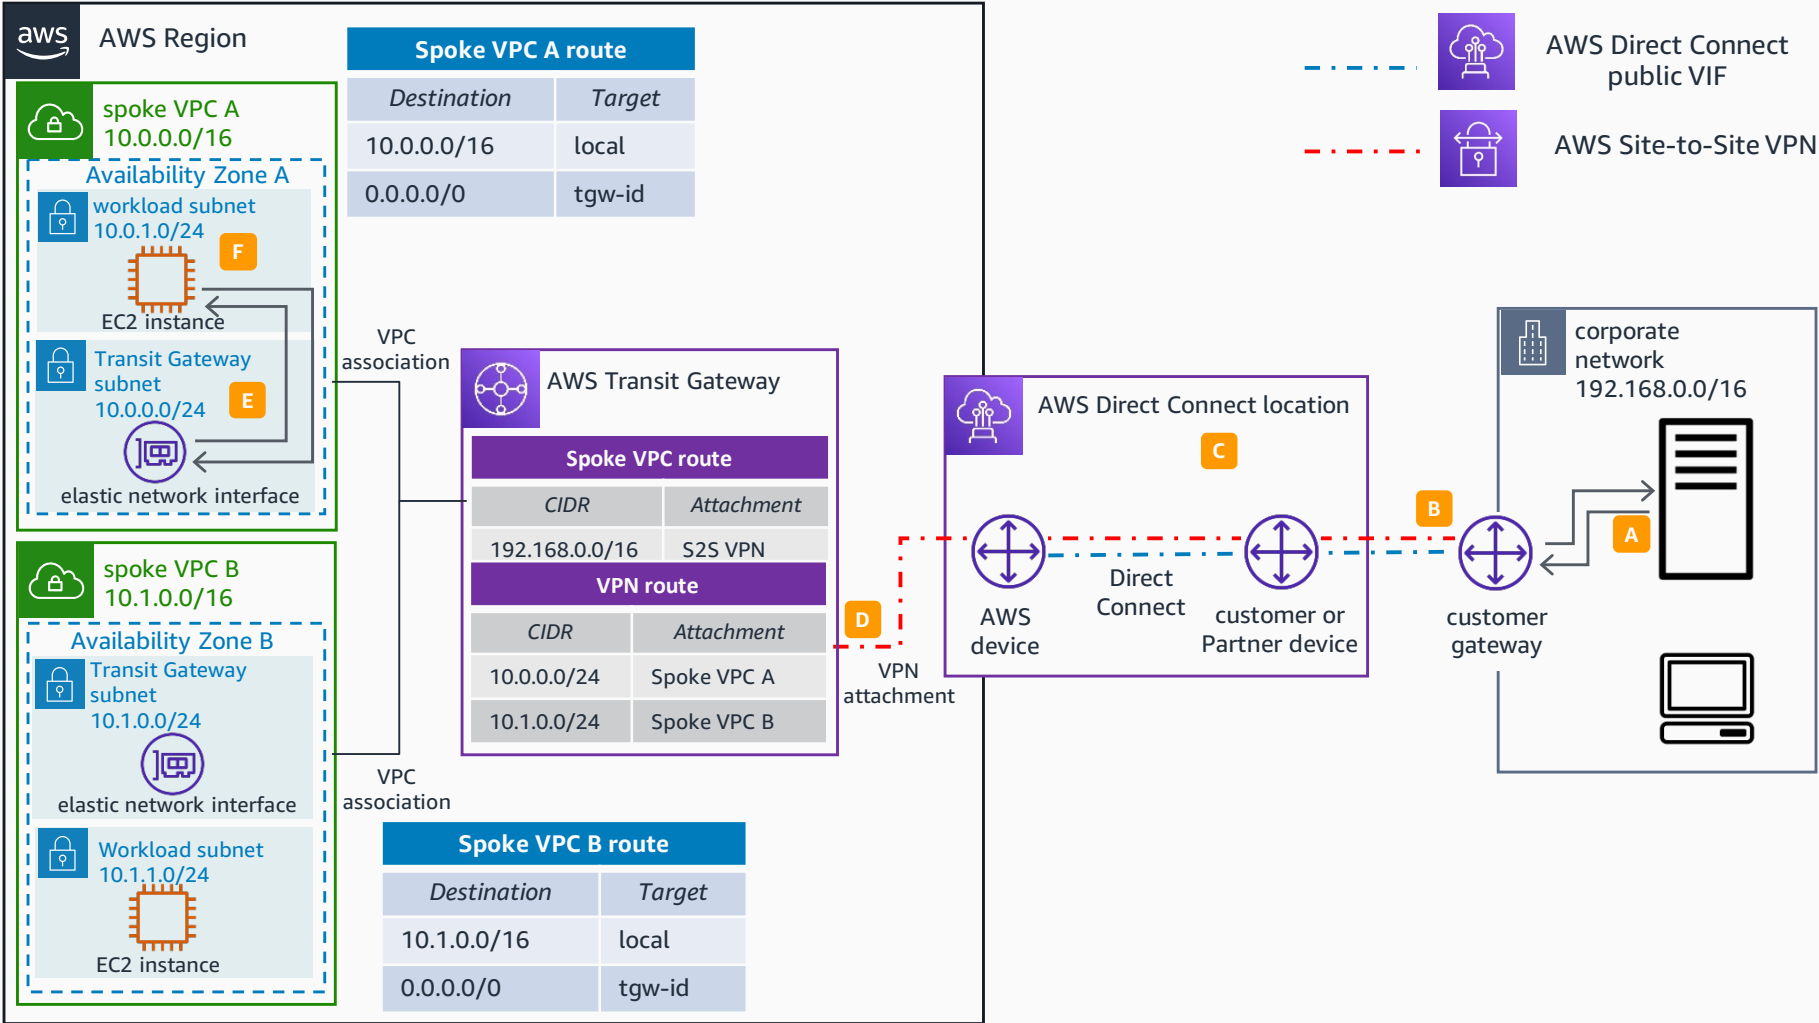 aws
AWS Region
spoke VPC A
10.0.0.0/16
Availability Zone A
workload subnet
10.0.1.0/24
F
EC2 instance
Transit Gateway
subnet
10.0.0.0/24
E
elastic network interface
spoke VPC B
10.1.0.0/16
Availability Zone B
Transit Gateway
subnet
10.1.0.0/24
elastic network interface
Workload subnet
10.1.1.0/24
EC2 instance
Spoke VPC A route
Destination Target
10.0.0.0/16 local
0.0.0.0/0 tgw-id
VPC
association
VPC
association
AWS Transit Gateway
Spoke VPC route
CIDR Attachment
192.168.0.0/16 S2S VPN
VPN route
CIDR Attachment
10.0.0.0/24 Spoke VPC A
10.1.0.0/24 Spoke VPC B
Spoke VPC B route
Destination Target
10.1.0.0/16 local
0.0.0.0/0 tgw-id
D
VPN
attachment
AWS Direct Connect location
C
AWS
device
Direct
Connect
customer or
Partner device
B
customer
gateway
A
corporate
network
192.168.0.0/16
AWS Direct Connect
public VIF
AWS Site-to-Site VPN